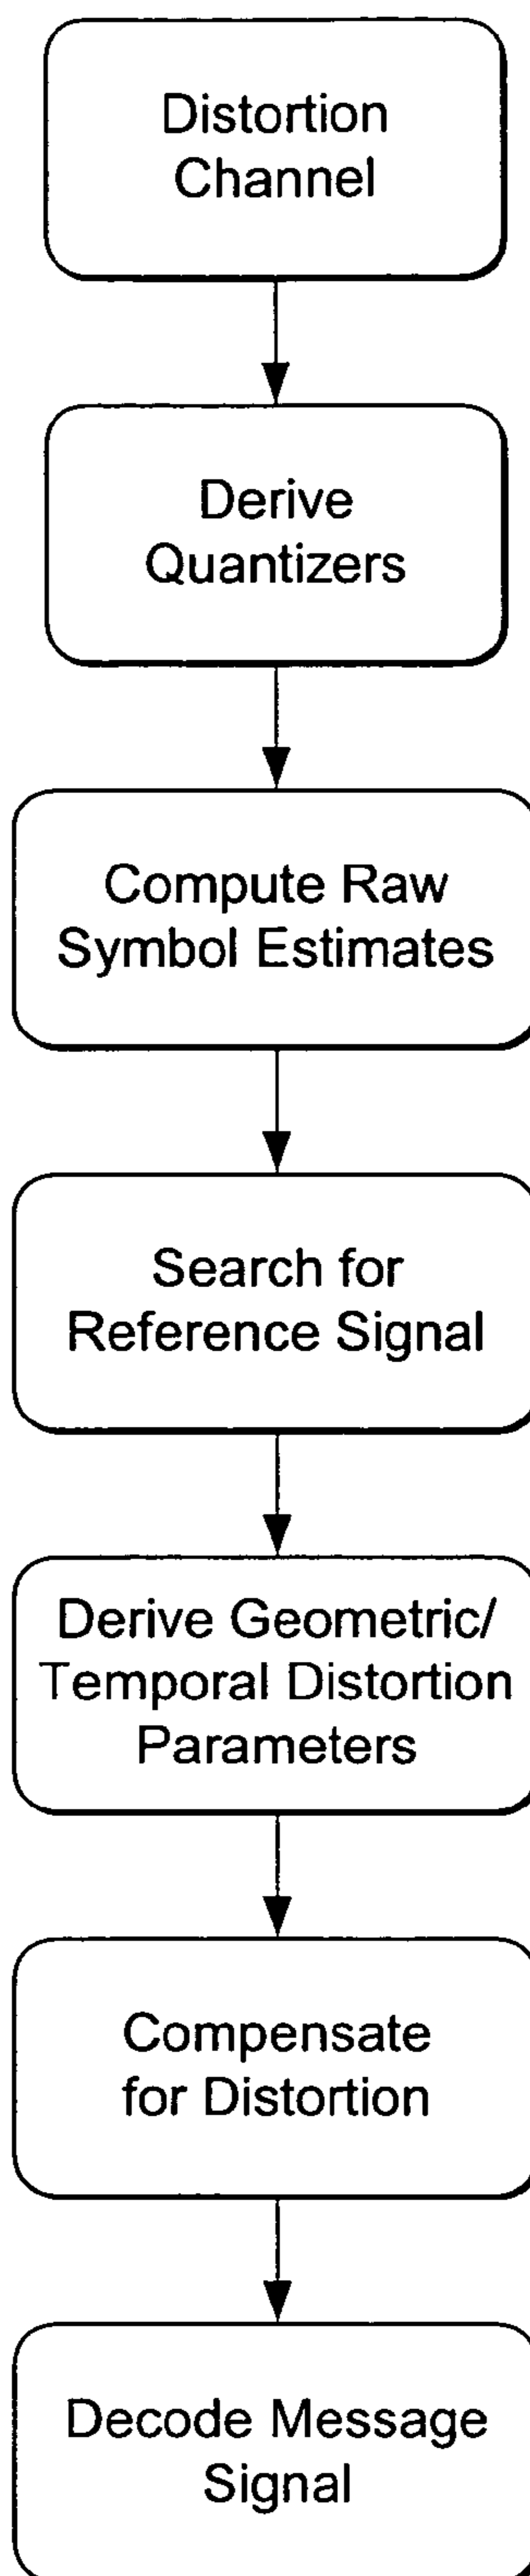 Distortion
Channel
Derive
Quantizers
Compute Raw
Symbol Estimates
Search for
Reference Signal
Derive Geometric/
Temporal Distortion
Parameters
Compensate
for Distortion
Decode Message
Signal